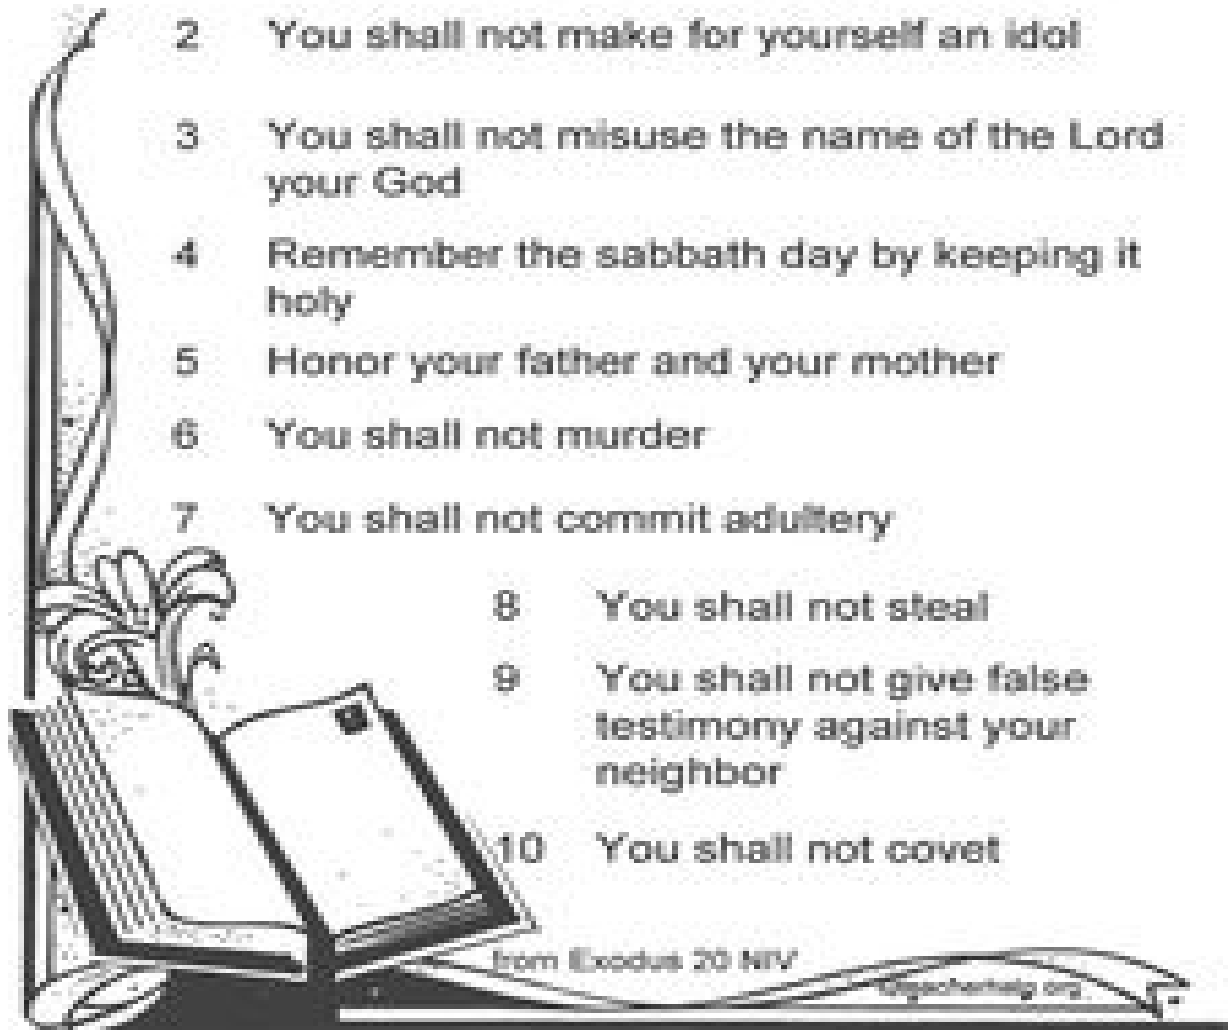 2 You shall not make for yourself an idol
3 You shall not misuse the name of the Lord
your God
4 Remember the sabbath day by keeping it
holy
5 Honor your father and your mother
6 You shall not murder
7 You shall not commit adultery
8 You shall not steal
9 You shall not give false
testimony against your
neighbor
10 You shall not covet
from Exodus 20 NIV